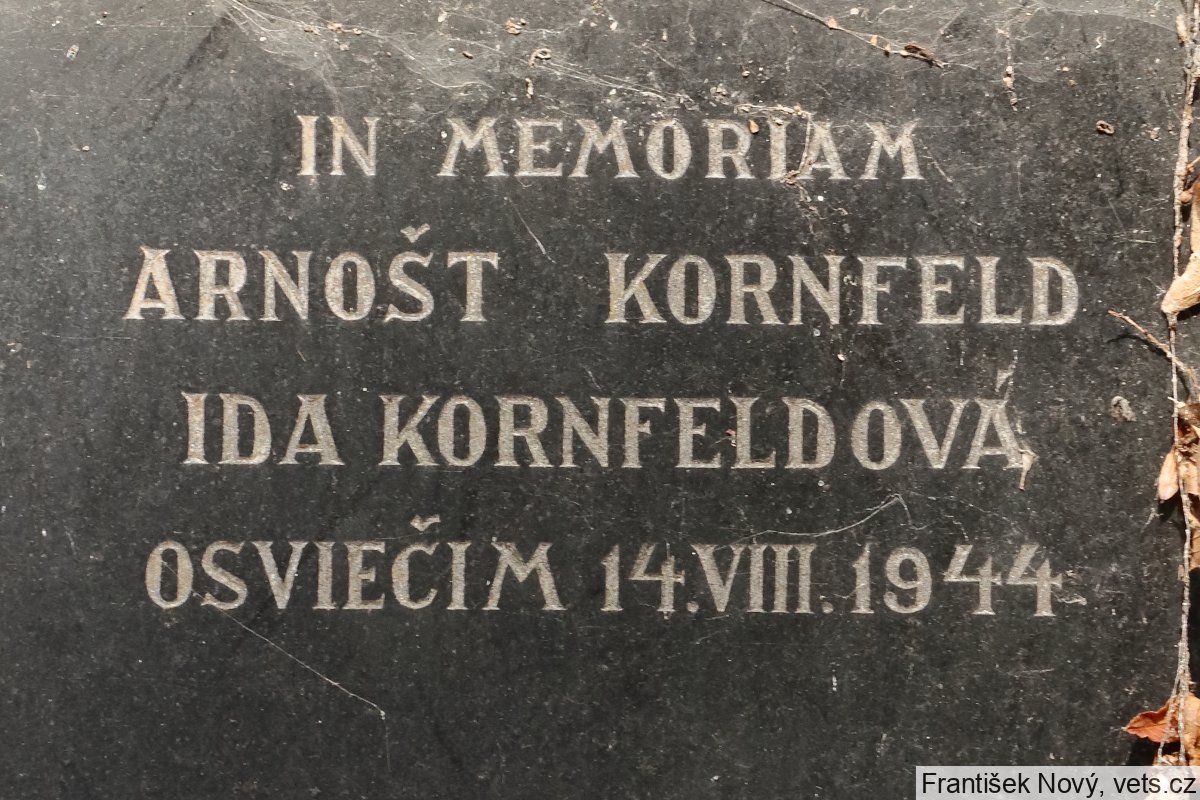 IN MEMORIAM
ARNOŠT KORNFELD
IDA KORNFELDOVÁ
OSVIEČIM 14.VIII.1944
František Nový, vets.cz